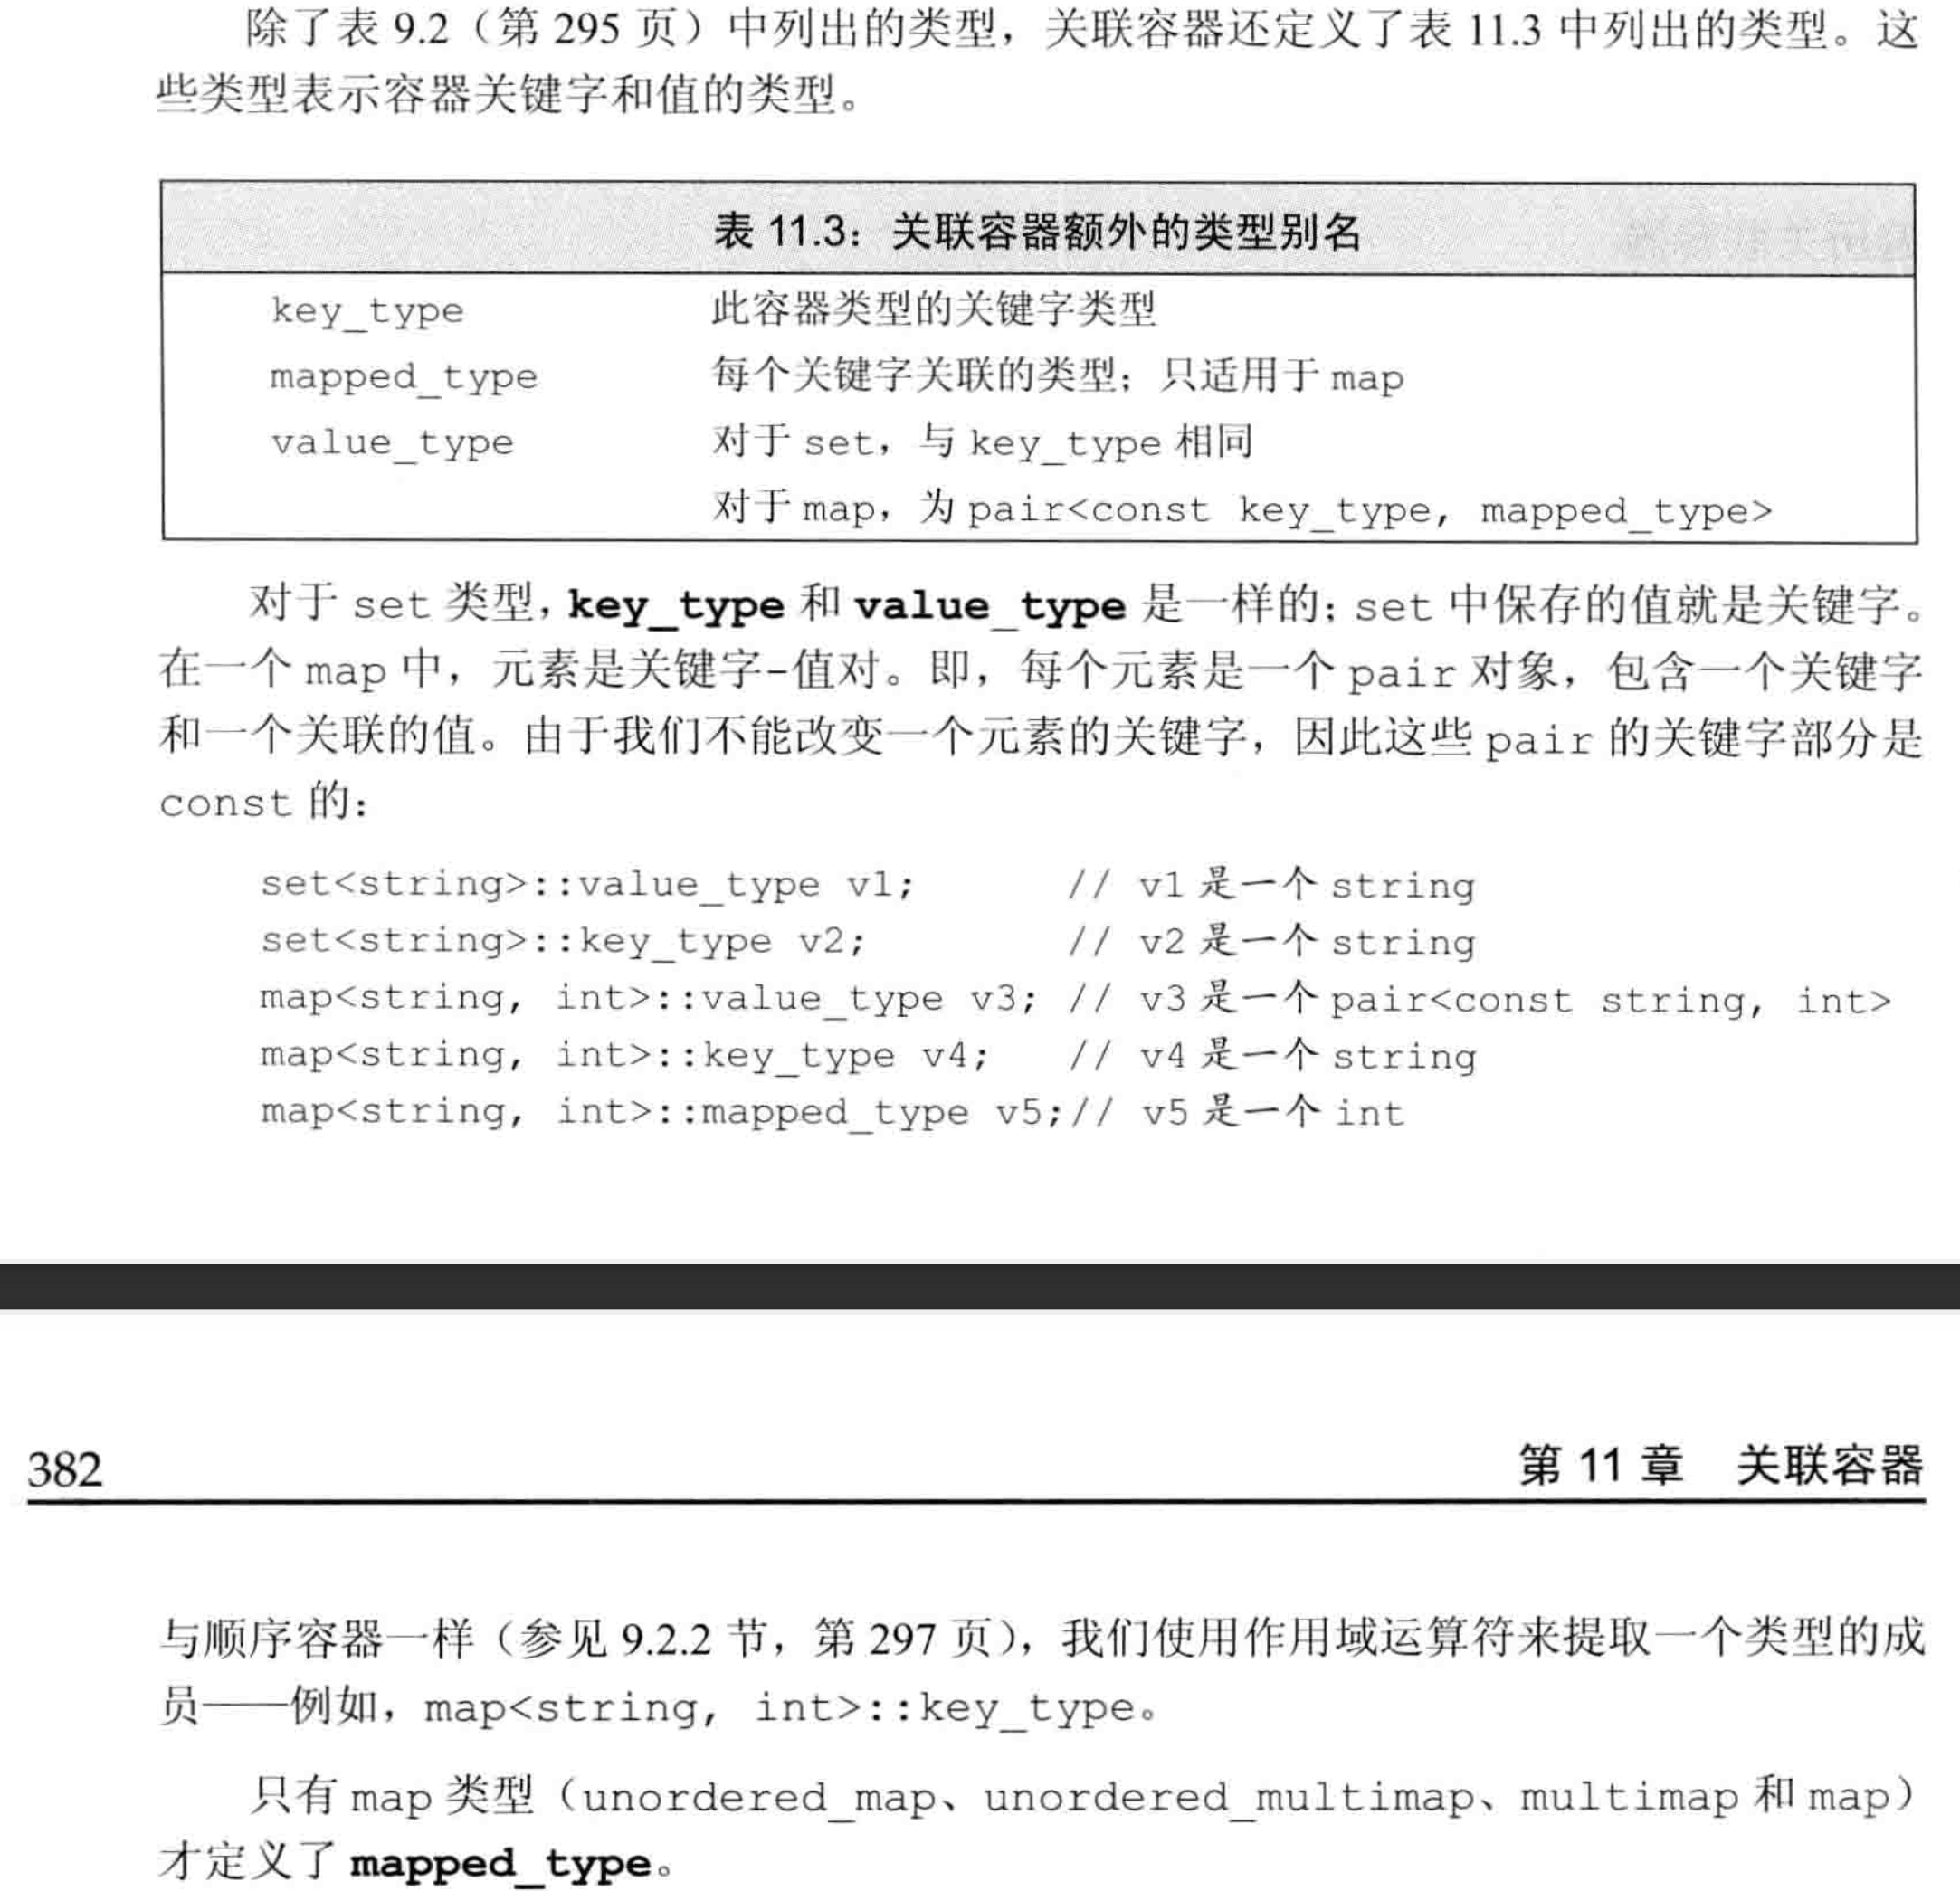 除了表 9.2（第 295 页）中列出的类型，关联容器还定义了表 11.3 中列出的类型。这
些类型表示容器关键字和值的类型。
表 11.3：关联容器额外的类型别名
key_type 此容器类型的关键字类型
mapped_type 每个关键字关联的类型；只适用于 map
value_type 对于 set，与 key_type 相同
对于 map，为 pair<const key_type, mapped_type>
对于 set 类型，key_type 和 value_type 是一样的；set 中保存的值就是关键字。
在一个 map 中，元素是关键字-值对。即，每个元素是一个 pair 对象，包含一个关键字
和一个关联的值。由于我们不能改变一个元素的关键字，因此这些 pair 的关键字部分是
const 的：
set<string>::value_type v1; // v1 是一个 string
set<string>::key_type v2; // v2 是一个 string
map<string, int>::value_type v3; // v3 是一个 pair<const string, int>
map<string, int>::key_type v4; // v4 是一个 string
map<string, int>::mapped_type v5;// v5 是一个 int
382 第 11 章 关联容器
与顺序容器一样（参见 9.2.2 节，第 297 页），我们使用作用域运算符来提取一个类型的成
员——例如，map<string, int>::key_type。
只有 map 类型（unordered_map、unordered_multimap、multimap 和 map）
才定义了 mapped_type。